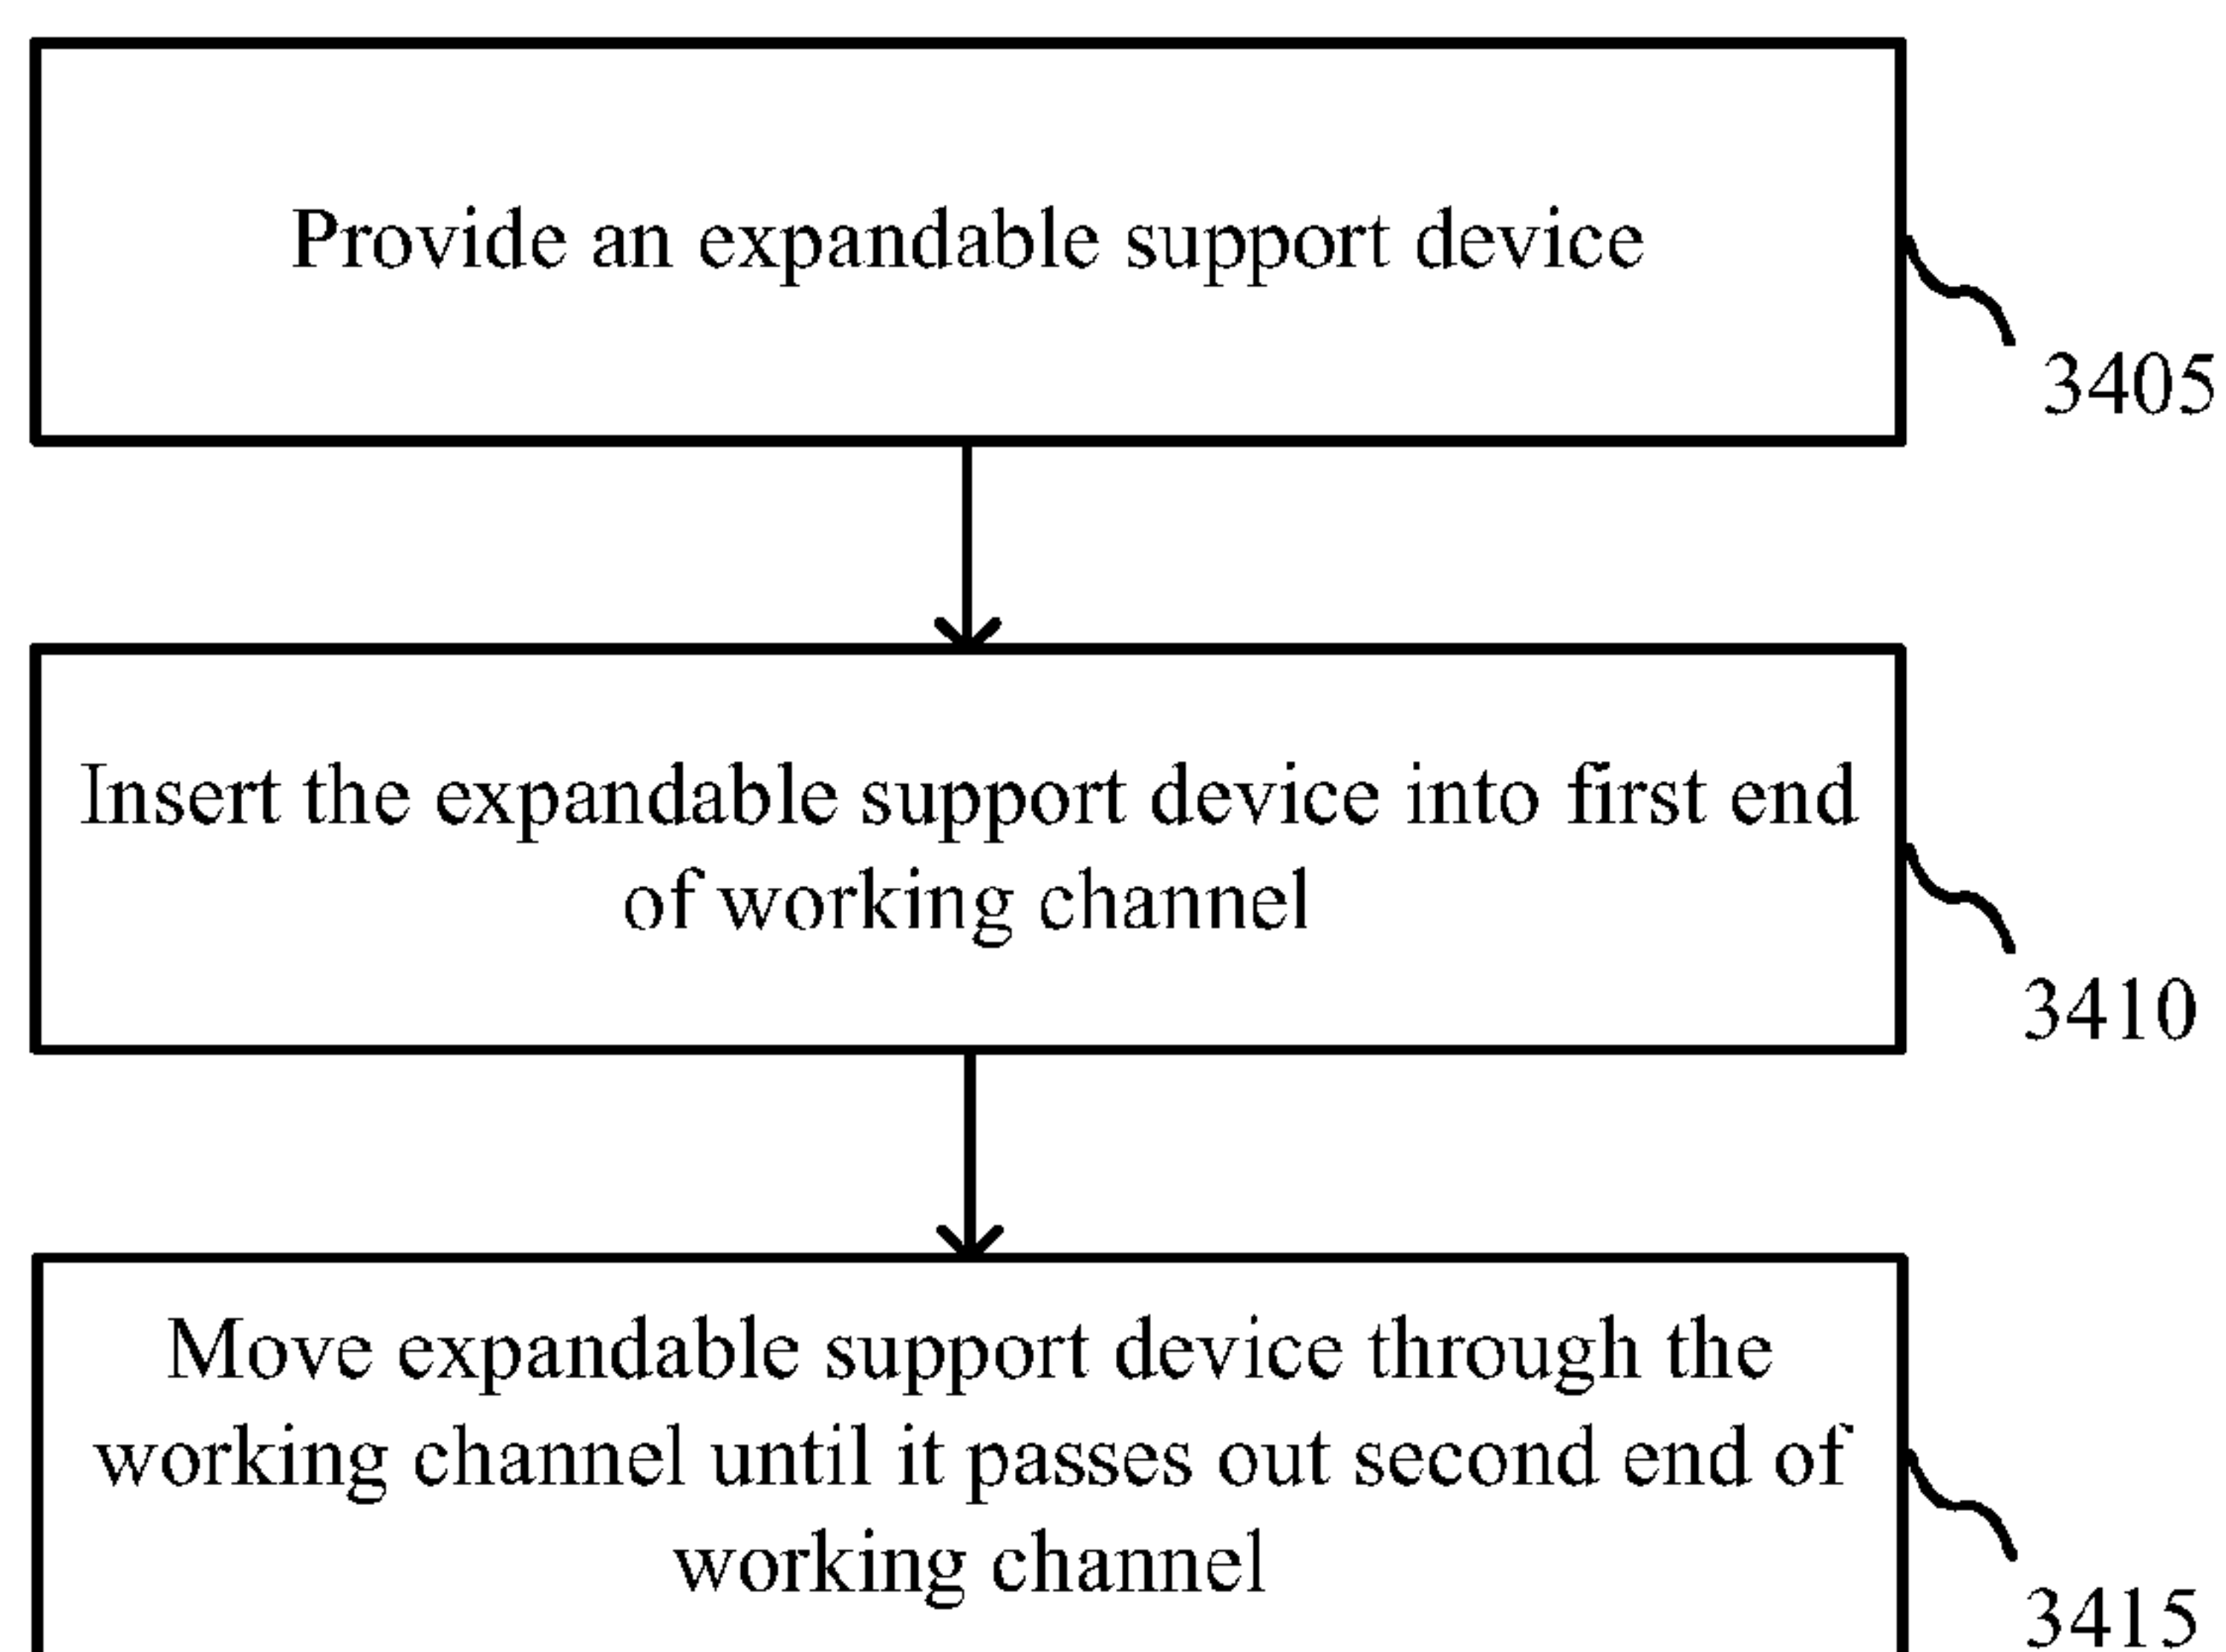 Provide an expandable support device
3405
Insert the expandable support device into first end
of working channel
3410
Move expandable support device through the
working channel until it passes out second end of
working channel
3415